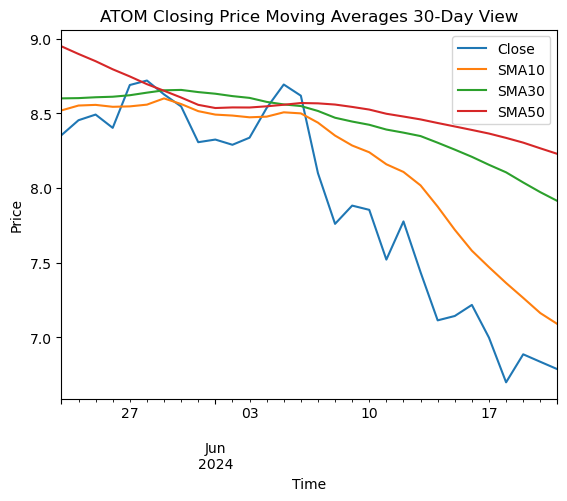 ATOM Closing Price Moving Averages 30-Day View
9.0
8.5
8.0
7.5
7.0
Price
Close
SMA10
SMA30
SMA50
27
03
10
17
Jun
2024
Time